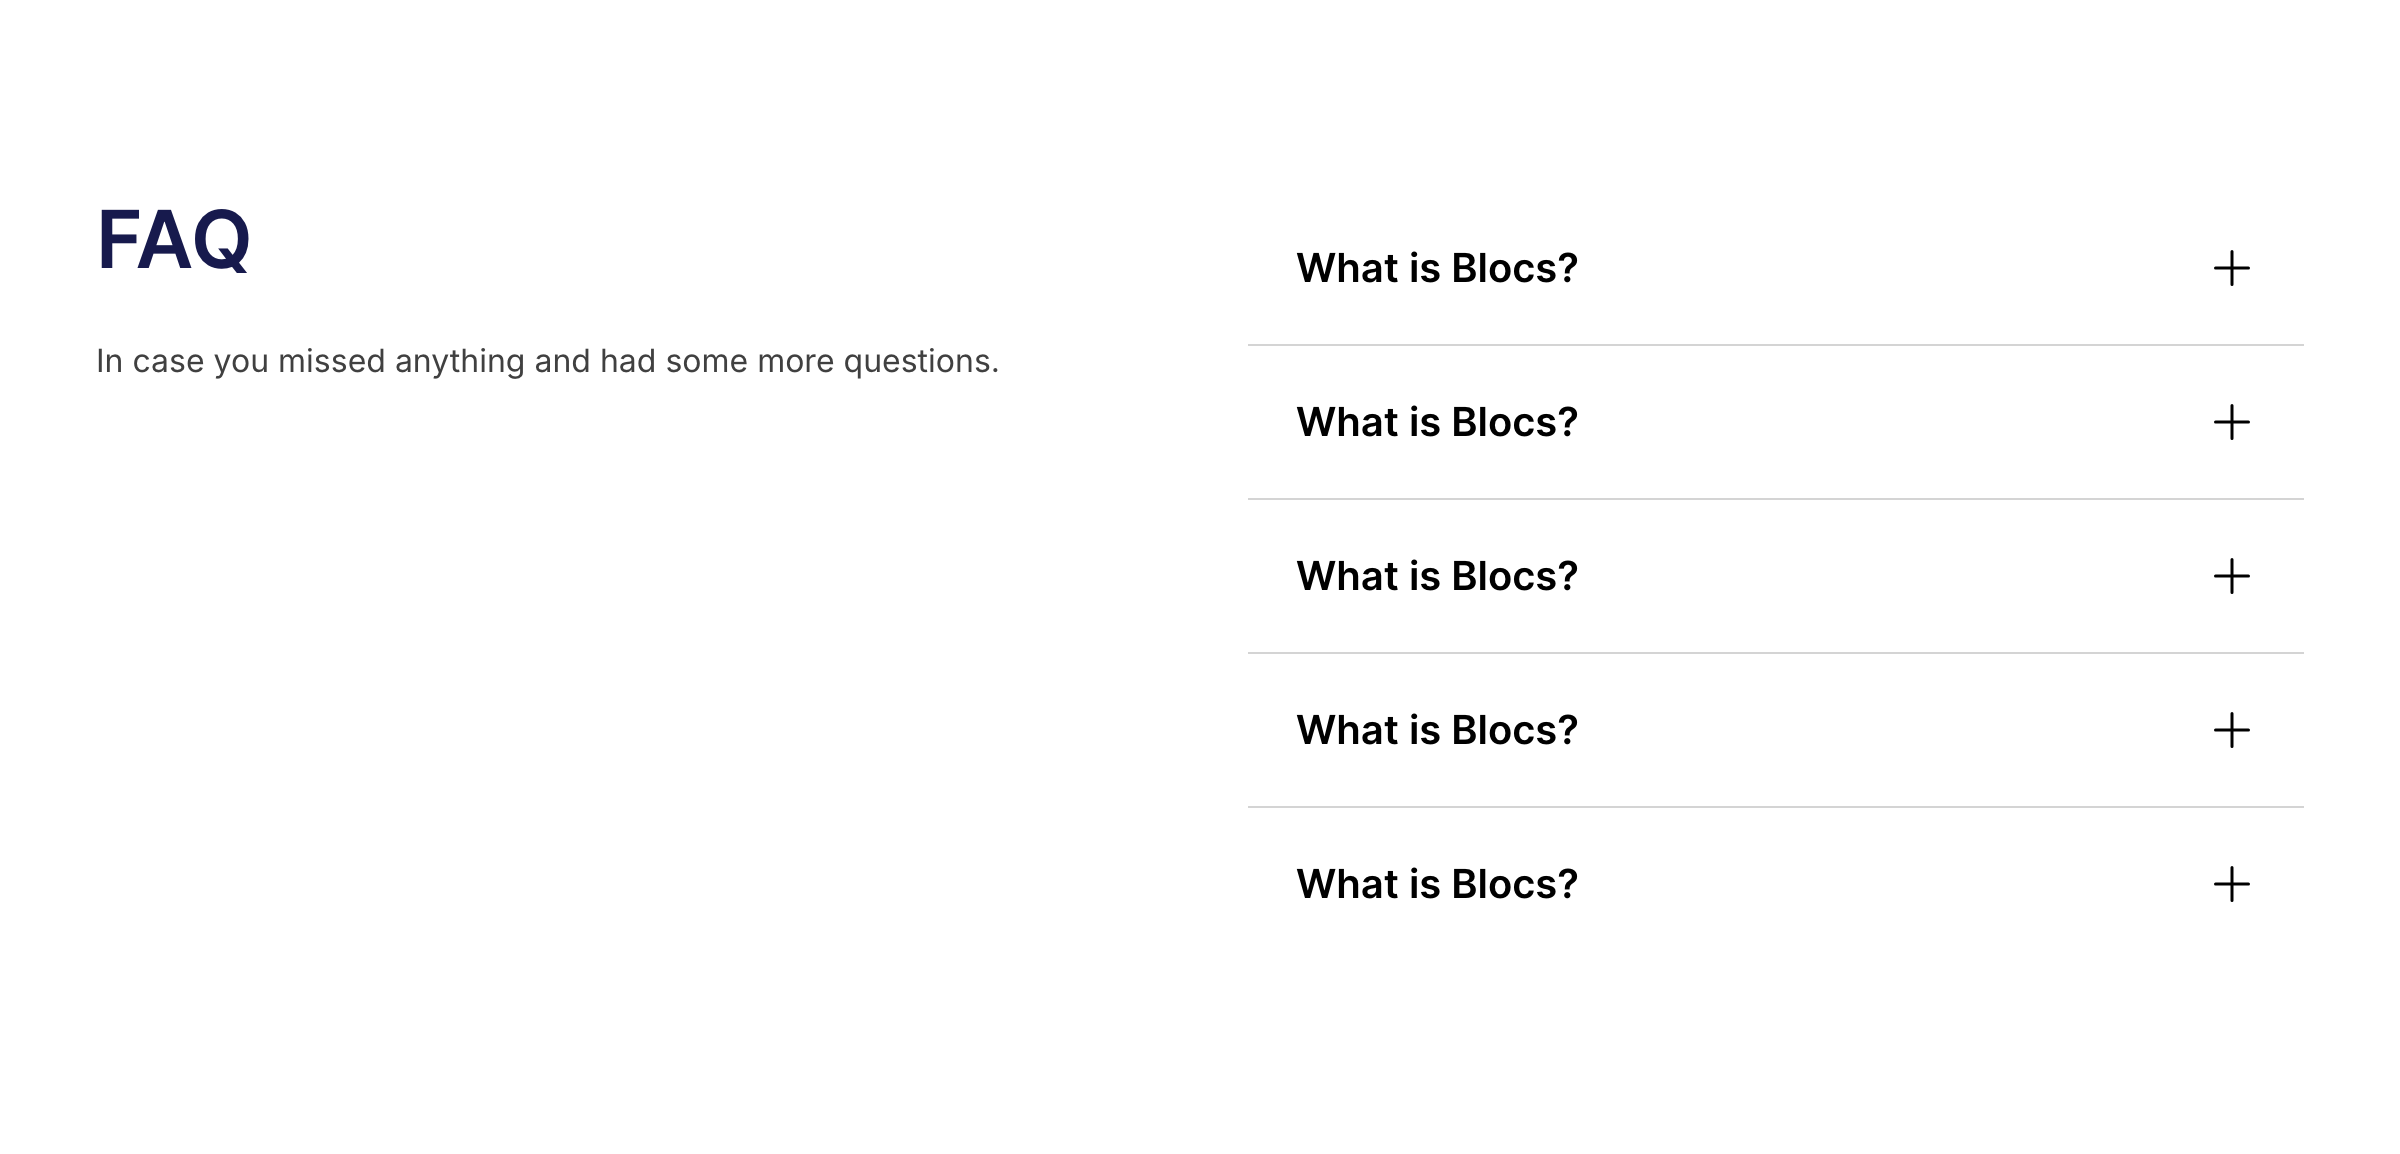 FAQ
In case you missed anything and had some more questions.
What is Blocs?
What is Blocs?
What is Blocs?
What is Blocs?
What is Blocs?